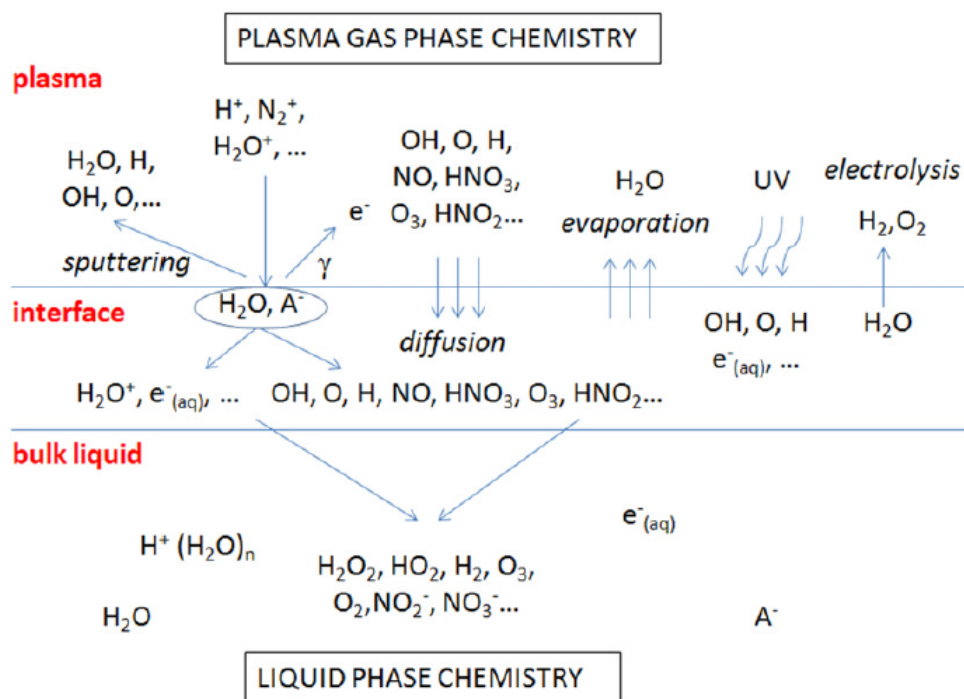 PLASMA GAS PHASE CHEMISTRY
plasma
H⁺, N₂⁺,
H₂O⁺, ...
H₂O, H,
OH, O,...
sputtering
e⁻
γ
OH, O, H,
NO, HNO₃,
O₃, HNO₂...
H₂O
evaporation
UV
electrolysis
H₂,O₂
interface
H₂O, A⁻
diffusion
OH, O, H
e⁻(aq), ...
H₂O
H₂O⁺, e⁻(aq), ...
OH, O, H, NO, HNO₃, O₃, HNO₂...
bulk liquid
e⁻(aq)
H⁺ (H₂O)ₙ
H₂O₂, HO₂, H₂, O₃,
O₂,NO₂⁻, NO₃⁻...
H₂O
A⁻
LIQUID PHASE CHEMISTRY